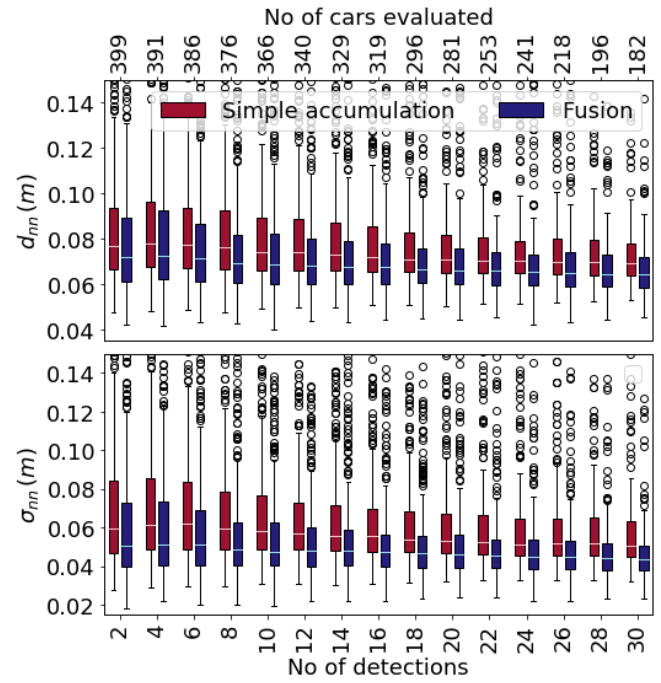 No of cars evaluated
399 391 386 376 366 340 329 319 296 281 253 241 218 196 182
Simple accumulation Fusion
0.14
0.12
0.10
0.08
0.06
0.04
d_nn (m)
0.14
0.12
0.10
0.08
0.06
0.04
0.02
σ_nn (m)
2 4 6 8 10 12 14 16 18 20 22 24 26 28 30
No of detections